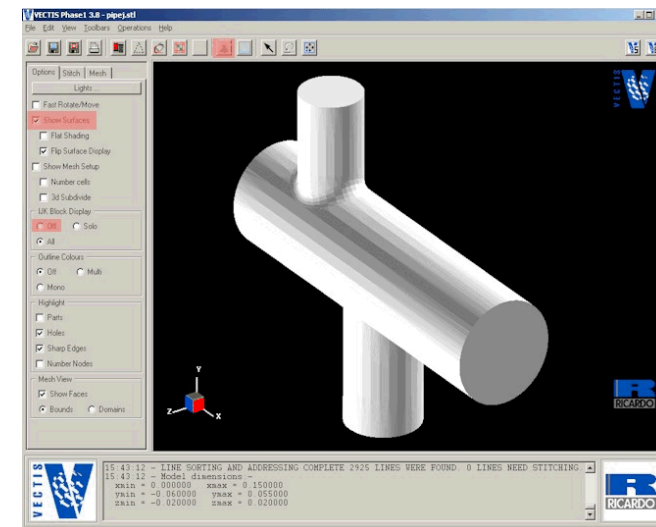 VECTIS Phase1 3.8 - pipej.stl
File Edit View Toolbars Operations Help
Options Stitch Mesh
Lights ...
Fast Rotate/Move
Show Surfaces
Flat Shading
Flip Surface Display
Show Mesh Setup
Number cells
3d Subdivide
IJK Block Display
Off Solo
All
Outline Colours
Off Multi
Mono
Highlight
Parts
Holes
Sharp Edges
Number Nodes
Mesh View
Show Faces
Bounds Domains
VECTIS
Y
Z X
RICARDO
VECTIS
15 43 12 - LINE SORTING AND ADDRESSING COMPLETE 2925 LINES WERE FOUND. 0 LINES NEED STITCHING
15 43 12 - Model dimensions:-
xmin = 0.000000 xmax = 0.150000
ymin = -0.060000 ymax = 0.055000
zmin = -0.020000 zmax = 0.020000
RICARDO